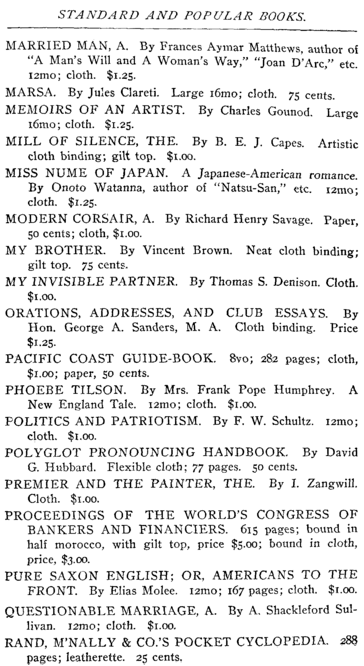 STANDARD AND POPULAR BOOKS.
MARRIED MAN, A. By Frances Aymar Matthews, author of
"A Man's Will and A Woman's Way," "Joan D'Arc," etc.
12mo; cloth. $1.25.
MARSA. By Jules Clareti. Large 16mo; cloth. 75 cents.
MEMOIRS OF AN ARTIST. By Charles Gounod. Large
16mo; cloth. $1.25.
MILL OF SILENCE, THE. By B. E. J. Capes. Artistic
cloth binding; gilt top. $1.00.
MISS NUME OF JAPAN. A Japanese-American romance.
By Onoto Watanna, author of "Natsu-San," etc. 12mo;
cloth. $1.25.
MODERN CORSAIR, A. By Richard Henry Savage. Paper,
50 cents; cloth, $1.00.
MY BROTHER. By Vincent Brown. Neat cloth binding;
gilt top. 75 cents.
MY INVISIBLE PARTNER. By Thomas S. Denison. Cloth.
$1.00.
ORATIONS, ADDRESSES, AND CLUB ESSAYS. By
Hon. George A. Sanders, M. A. Cloth binding. Price
$1.25.
PACIFIC COAST GUIDE-BOOK. 8vo; 282 pages; cloth,
$1.00; paper, 50 cents.
PHOEBE TILSON. By Mrs. Frank Pope Humphrey. A
New England Tale. 12mo; cloth. $1.00.
POLITICS AND PATRIOTISM. By F. W. Schultz. 12mo;
cloth. $1.00.
POLYGLOT PRONOUNCING HANDBOOK. By David
G. Hubbard. Flexible cloth; 77 pages. 50 cents.
PREMIER AND THE PAINTER, THE. By I. Zangwill.
Cloth. $1.00.
PROCEEDINGS OF THE WORLD'S CONGRESS OF
BANKERS AND FINANCIERS. 615 pages; bound in
half morocco, with gilt top, price $5.00; bound in cloth,
price, $3.00.
PURE SAXON ENGLISH; OR, AMERICANS TO THE
FRONT. By Elias Molee. 12mo; 167 pages; cloth. $1.00.
QUESTIONABLE MARRIAGE, A. By A. Shackleford Sul-
livan. 12mo; cloth. $1.00.
RAND, M'NALLY & CO.'S POCKET CYCLOPEDIA. 288
pages; leatherette. 25 cents.